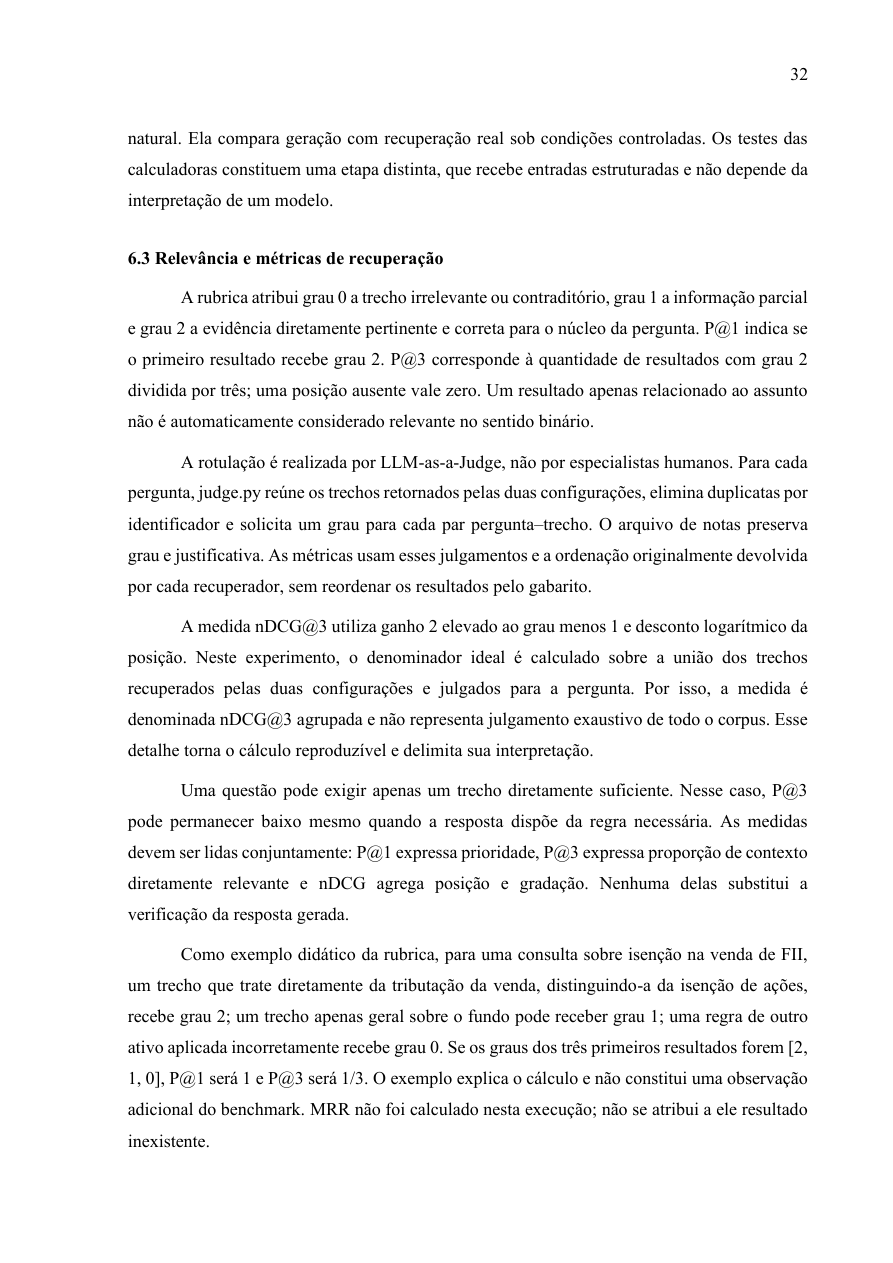 32
natural. Ela compara geração com recuperação real sob condições controladas. Os testes das
calculadoras constituem uma etapa distinta, que recebe entradas estruturadas e não depende da
interpretação de um modelo.
6.3 Relevância e métricas de recuperação
A rubrica atribui grau 0 a trecho irrelevante ou contraditório, grau 1 a informação parcial
e grau 2 a evidência diretamente pertinente e correta para o núcleo da pergunta. P@1 indica se
o primeiro resultado recebe grau 2. P@3 corresponde à quantidade de resultados com grau 2
dividida por três; uma posição ausente vale zero. Um resultado apenas relacionado ao assunto
não é automaticamente considerado relevante no sentido binário.
A rotulação é realizada por LLM-as-a-Judge, não por especialistas humanos. Para cada
pergunta, judge.py reúne os trechos retornados pelas duas configurações, elimina duplicatas por
identificador e solicita um grau para cada par pergunta–trecho. O arquivo de notas preserva
grau e justificativa. As métricas usam esses julgamentos e a ordenação originalmente devolvida
por cada recuperador, sem reordenar os resultados pelo gabarito.
A medida nDCG@3 utiliza ganho 2 elevado ao grau menos 1 e desconto logarítmico da
posição. Neste experimento, o denominador ideal é calculado sobre a união dos trechos
recuperados pelas duas configurações e julgados para a pergunta. Por isso, a medida é
denominada nDCG@3 agrupada e não representa julgamento exaustivo de todo o corpus. Esse
detalhe torna o cálculo reproduzível e delimita sua interpretação.
Uma questão pode exigir apenas um trecho diretamente suficiente. Nesse caso, P@3
pode permanecer baixo mesmo quando a resposta dispõe da regra necessária. As medidas
devem ser lidas conjuntamente: P@1 expressa prioridade, P@3 expressa proporção de contexto
diretamente relevante e nDCG agrega posição e gradação. Nenhuma delas substitui a
verificação da resposta gerada.
Como exemplo didático da rubrica, para uma consulta sobre isenção na venda de FII,
um trecho que trate diretamente da tributação da venda, distinguindo-a da isenção de ações,
recebe grau 2; um trecho apenas geral sobre o fundo pode receber grau 1; uma regra de outro
ativo aplicada incorretamente recebe grau 0. Se os graus dos três primeiros resultados forem [2,
1, 0], P@1 será 1 e P@3 será 1/3. O exemplo explica o cálculo e não constitui uma observação
adicional do benchmark. MRR não foi calculado nesta execução; não se atribui a ele resultado
inexistente.